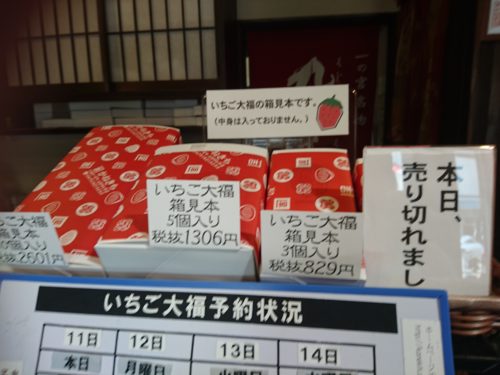 いちご大福の箱見本です。
(中身は入っておりません。)
本日、
売り切れまし
いちご大福
箱見本
5個入り
税抜1306円
いちご大福
箱見本
3個入り
税抜829円
いちご大福
箱見本
0個入り
税抜2501円
いちご大福予約状況
11日 12日 13日 14日
本日 月曜日